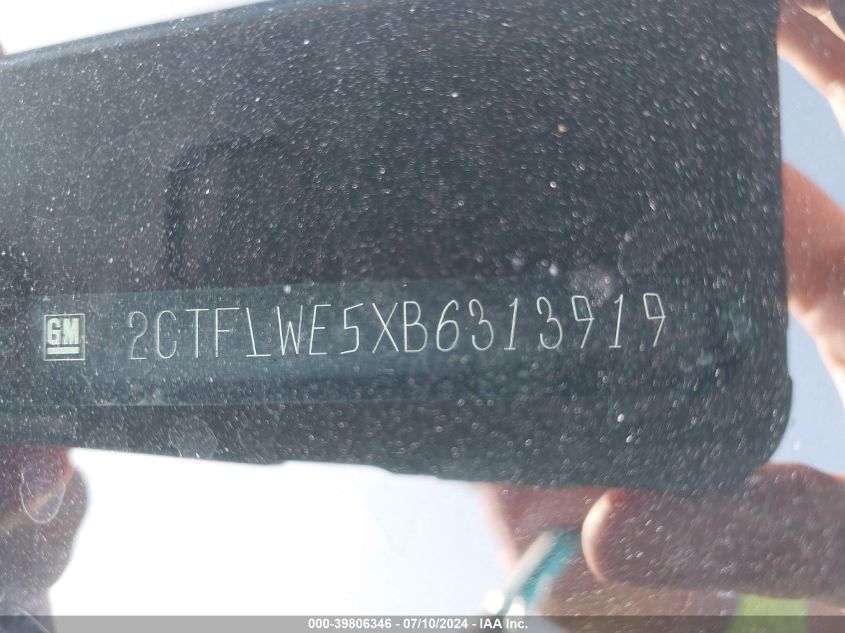 GM 2CTFLWE5XB6313919
000-39806346 - 07/10/2024 - IAA Inc.